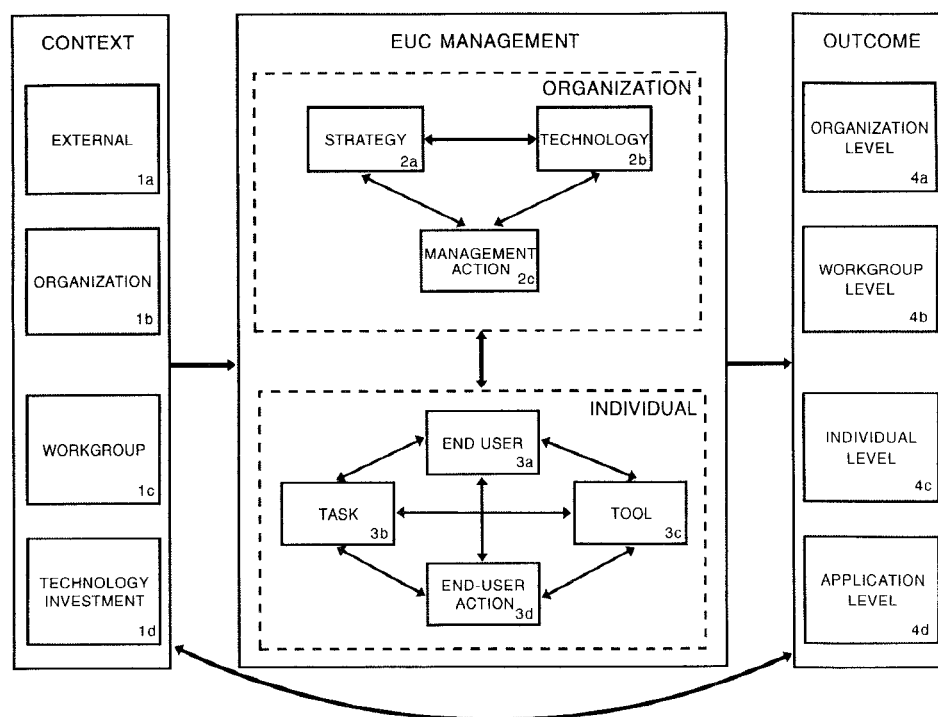 CONTEXT
EXTERNAL
1a
ORGANIZATION
1b
WORKGROUP
1c
TECHNOLOGY
INVESTMENT
1d
EUC MANAGEMENT
ORGANIZATION
STRATEGY
2a
TECHNOLOGY
2b
MANAGEMENT
ACTION
2c
INDIVIDUAL
END USER
3a
TASK
3b
TOOL
3c
END-USER
ACTION
3d
OUTCOME
ORGANIZATION
LEVEL
4a
WORKGROUP
LEVEL
4b
INDIVIDUAL
LEVEL
4c
APPLICATION
LEVEL
4d